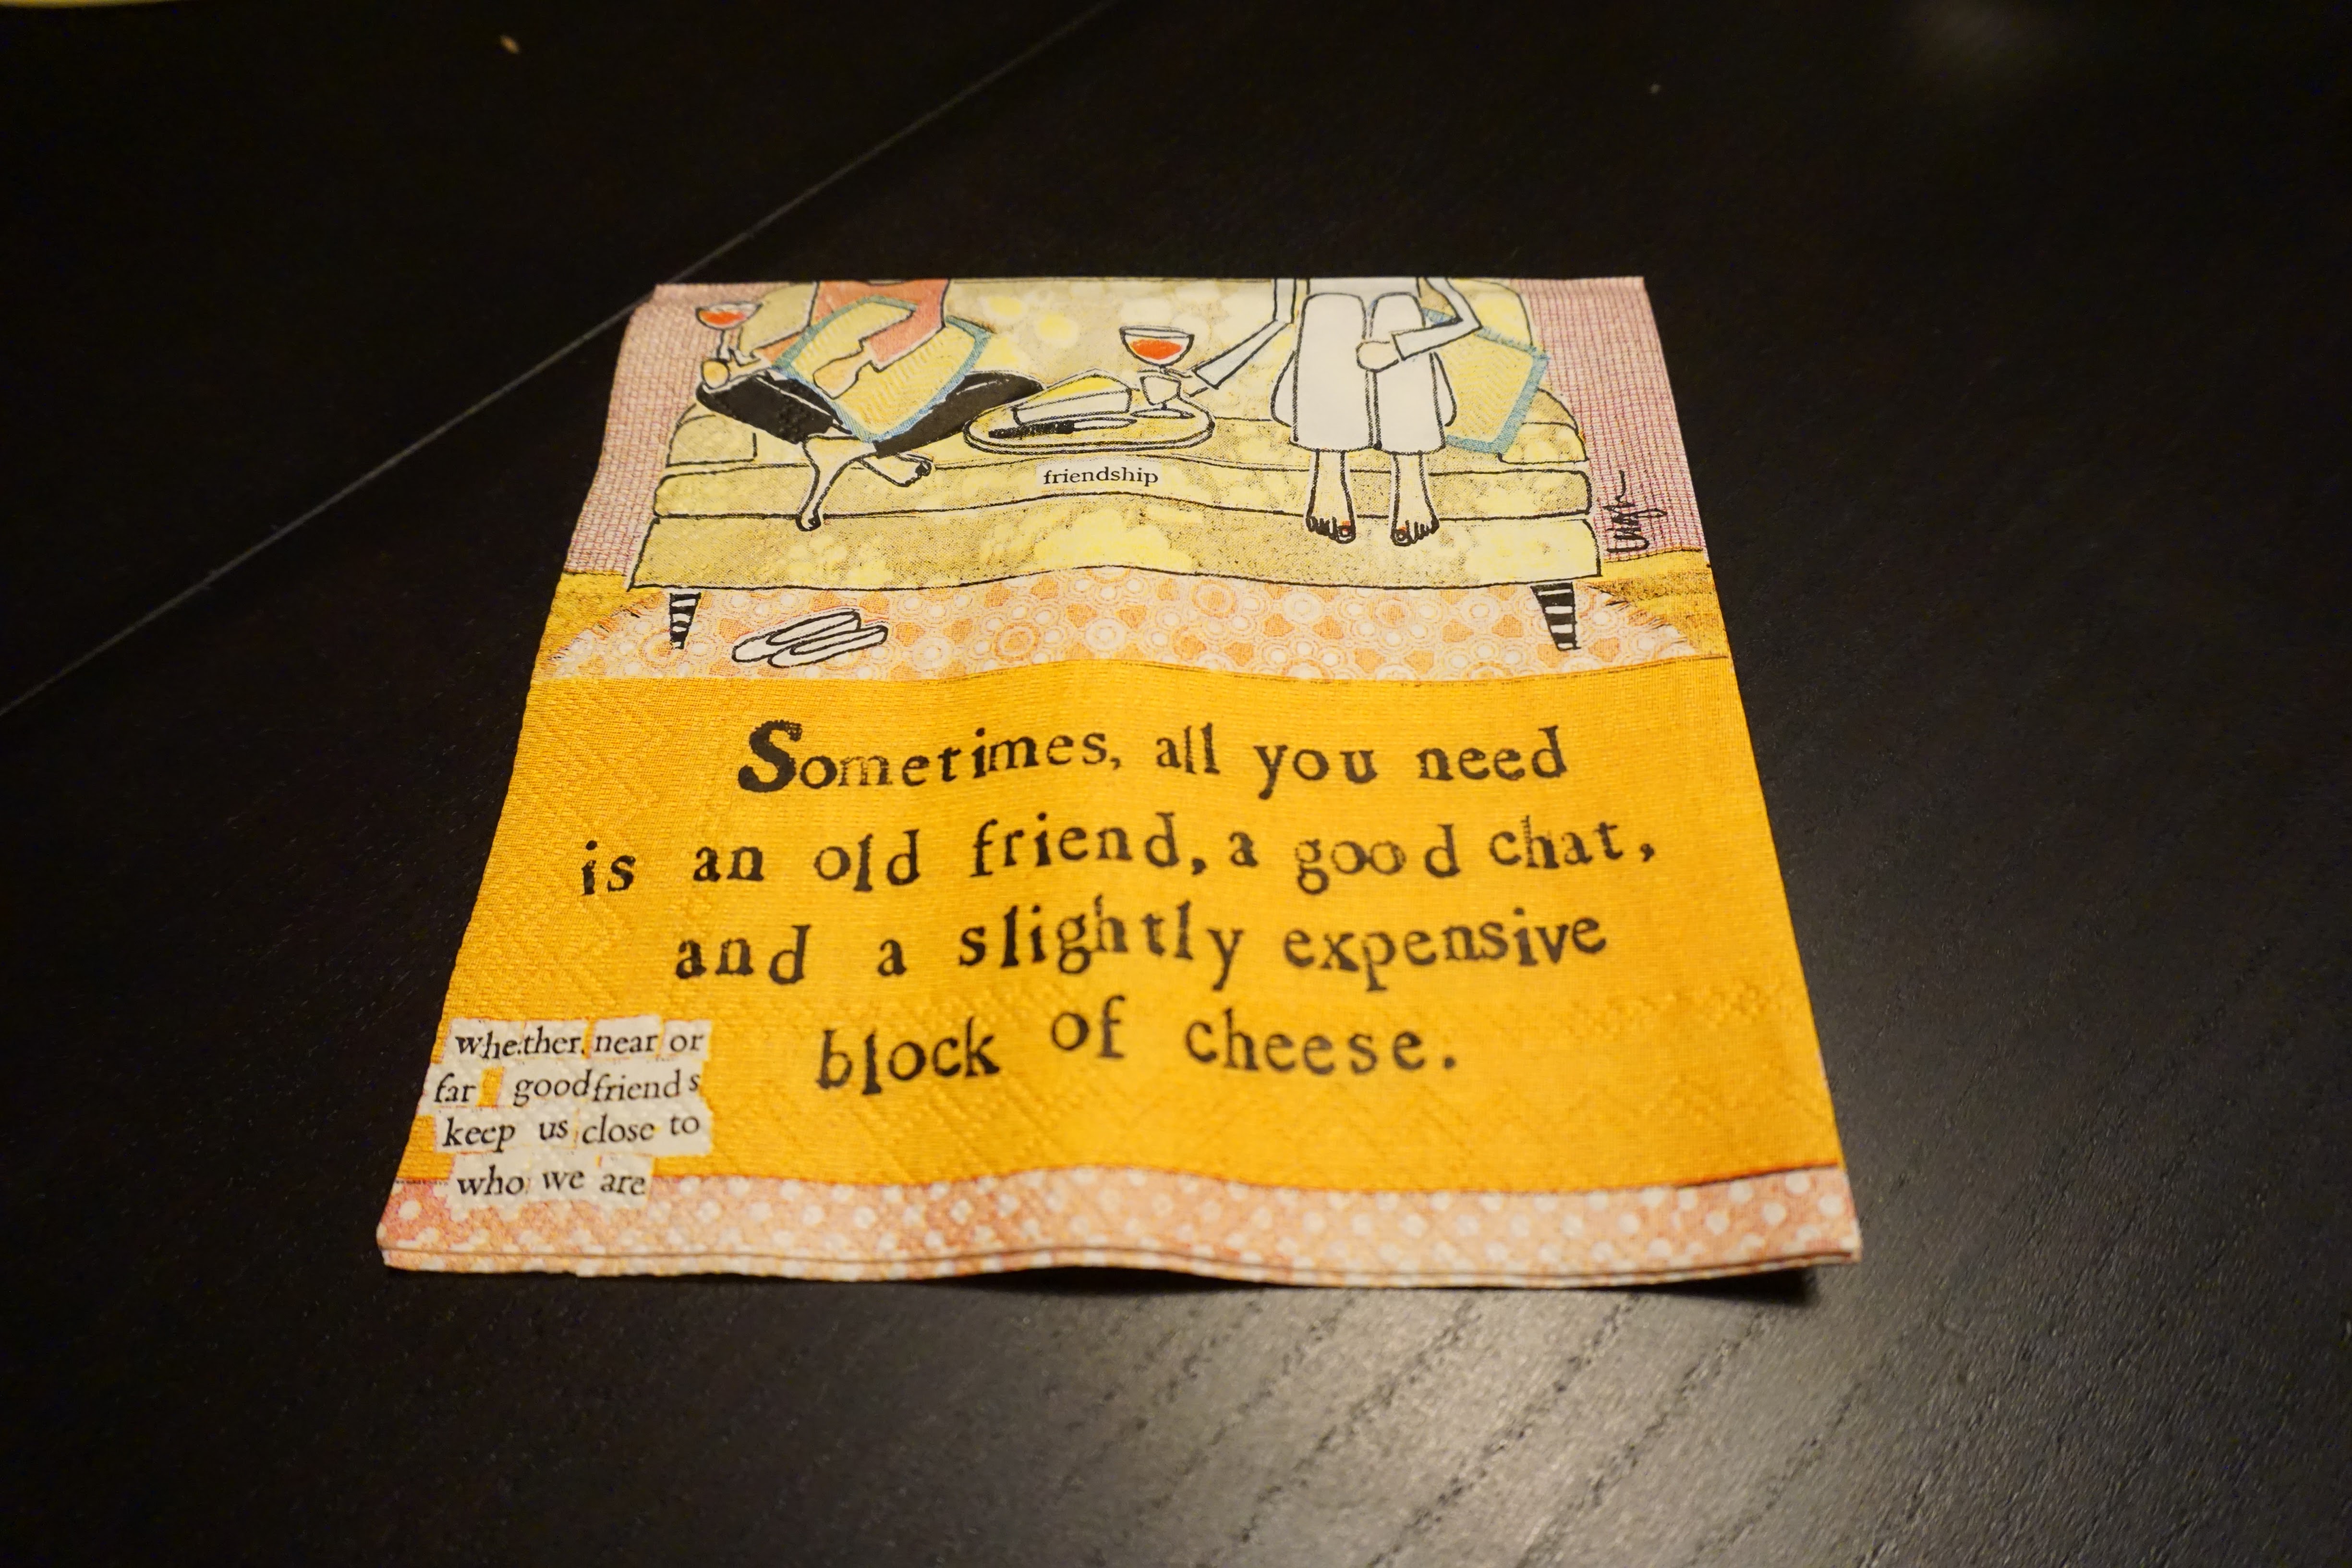 friendship
Sometimes, all you need
is an old friend, a good chat,
and a slightly expensive
block of cheese.
whether near or
far good friends
keep us close to
who we are